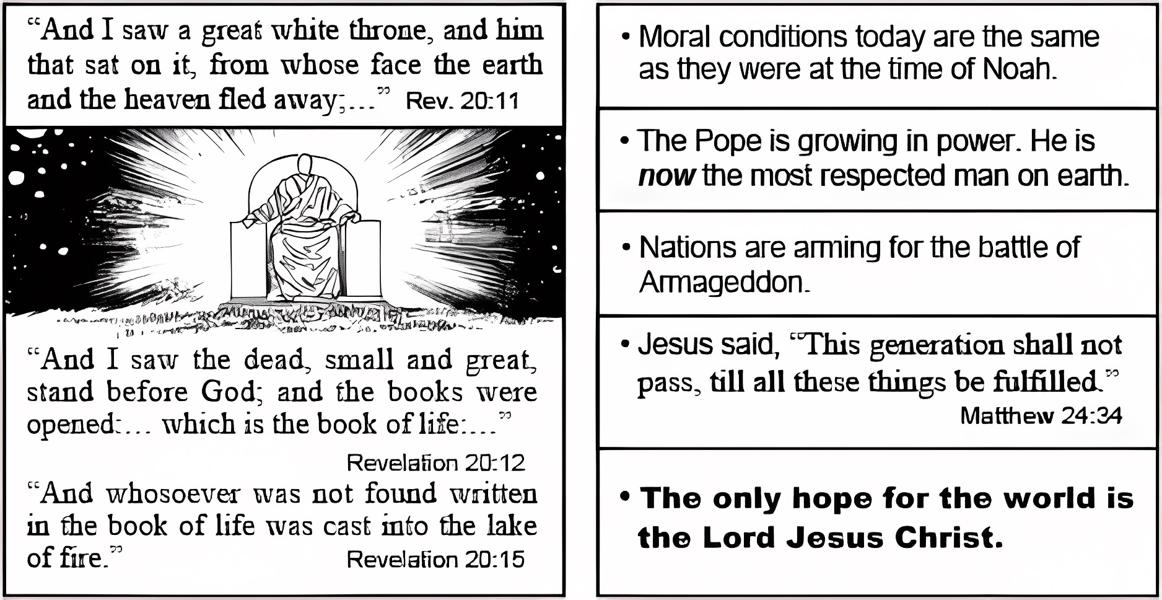 “And I saw a great white throne, and him
that sat on it, from whose face the earth
and the heaven fled away;...” Rev. 20:11
“And I saw the dead, small and great,
stand before God; and the books were
opened:... which is the book of life:...”
Revelation 20:12
“And whosoever was not found written
in the book of life was cast into the lake
of fire.” Revelation 20:15
• Moral conditions today are the same
as they were at the time of Noah.
• The Pope is growing in power. He is
now the most respected man on earth.
• Nations are arming for the battle of
Armageddon.
• Jesus said, “This generation shall not
pass, till all these things be fulfilled.”
Matthew 24:34
• The only hope for the world is
the Lord Jesus Christ.